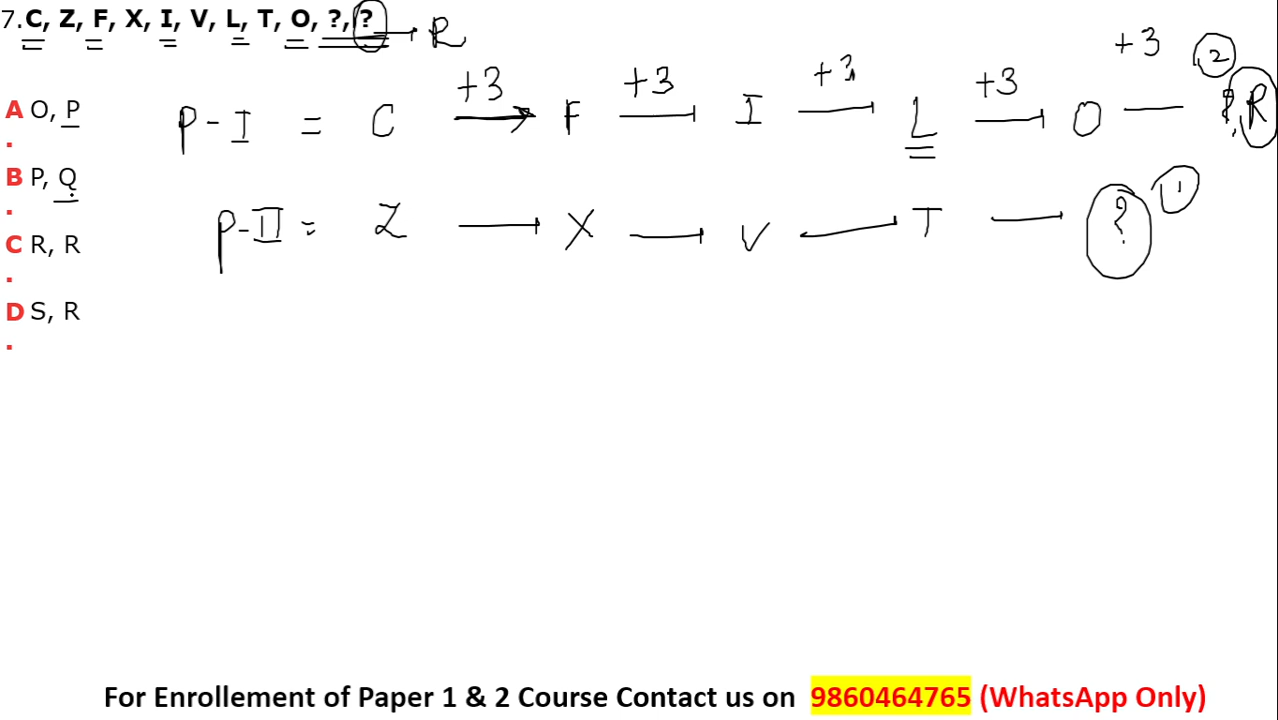 7.C, Z, F, X, I, V, L, T, O, ?, ? → R
+3 +3 +3 +3 +3 2
A O, P P-I = C → F → I → L → O — R
.
B P, Q 1
.
P-II = Z → X → V → T → ?
C R, R
.
D S, R
.
For Enrollement of Paper 1 & 2 Course Contact us on 9860464765 (WhatsApp Only)